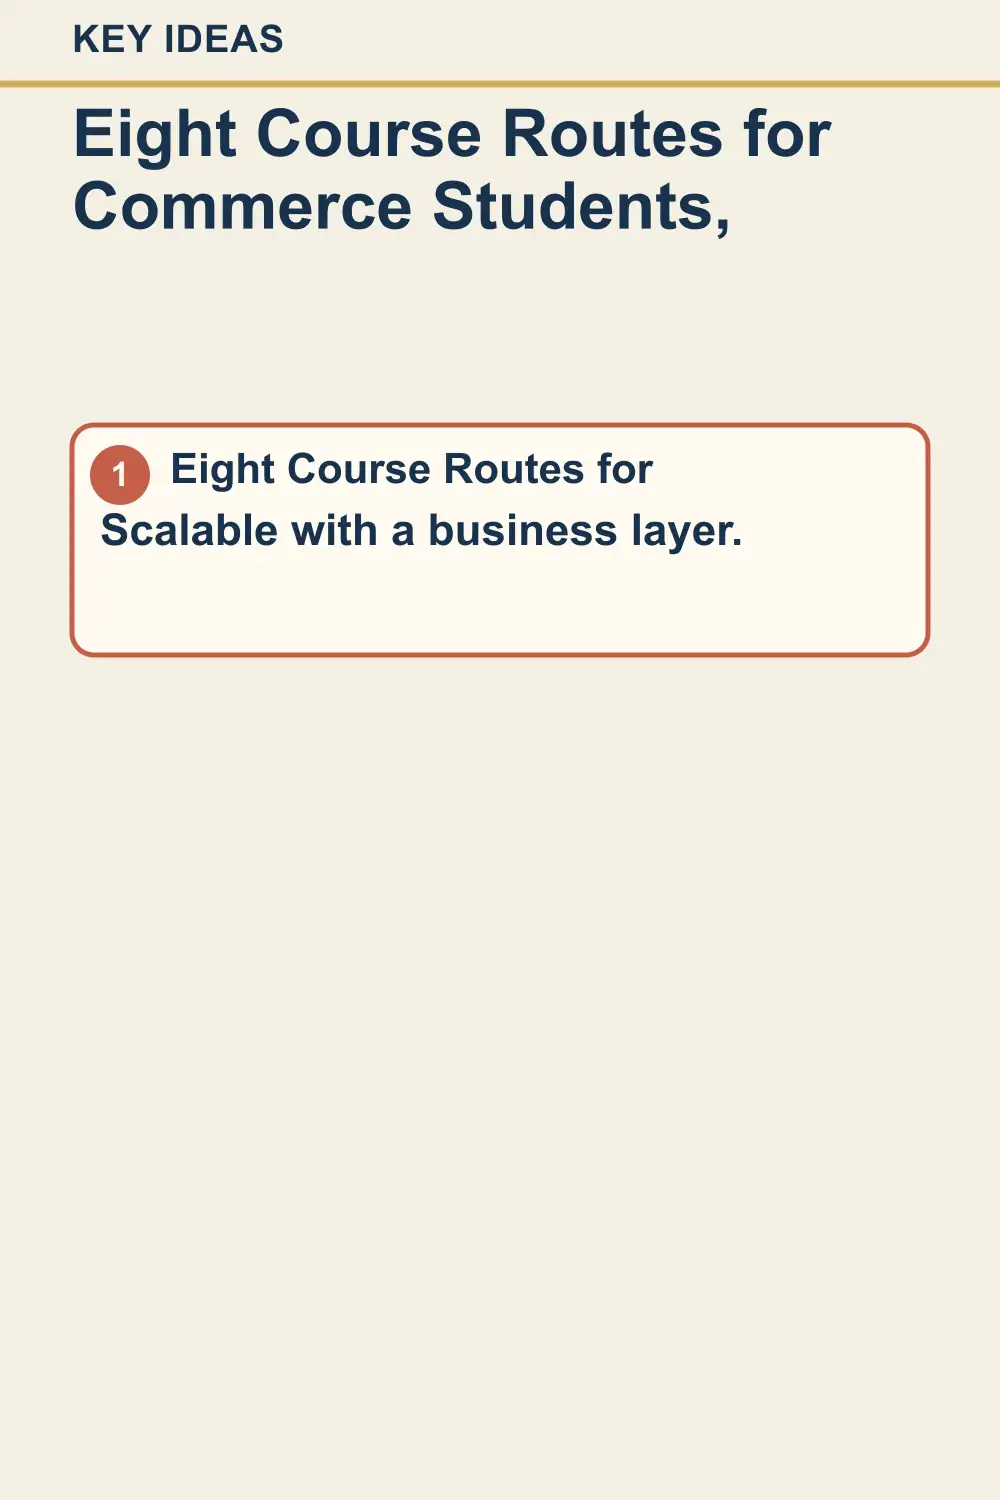 KEY IDEAS
Eight Course Routes for
Commerce Students,
1 Eight Course Routes for
Scalable with a business layer.